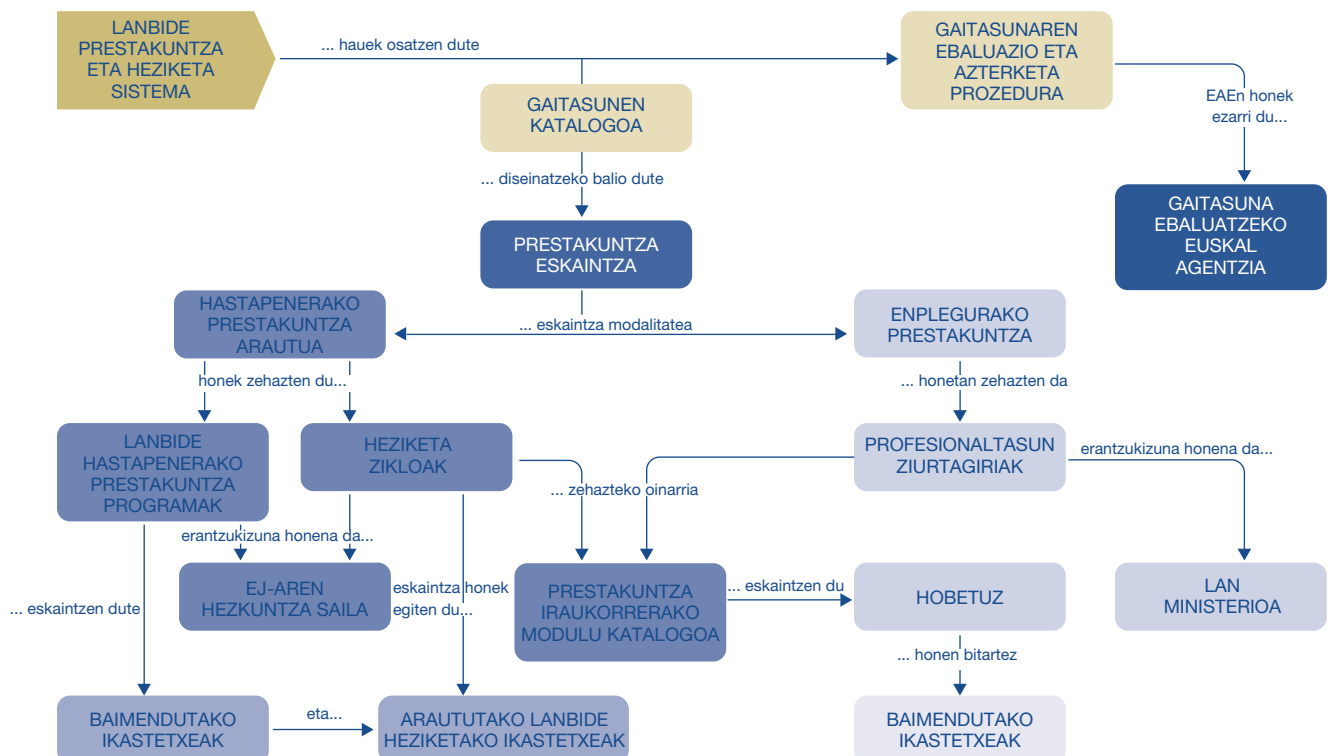 LANBIDE
PRESTAKUNTZA
ETA HEZIKETA
SISTEMA
... hauek osatzen dute
GAITASUNAREN
EBALUAZIO ETA
AZTERKETA
PROZEDURA
GAITASUNEN
KATALOGOA
EAEn honek
ezarri du...
... diseinatzeko balio dute
GAITASUNA
EBALUATZEKO
EUSKAL
AGENTZIA
PRESTAKUNTZA
ESKAINTZA
HASTAPENERAKO
PRESTAKUNTZA
ARAUTUA
... eskaintza modalitatea
ENPLEGURAKO
PRESTAKUNTZA
honek zehazten du...
... honetan zehazten da
LANBIDE
HASTAPENERAKO
PRESTAKUNTZA
PROGRAMAK
HEZIKETA
ZIKLOAK
PROFESIONALTASUN
ZIURTAGIRIAK
erantzukizuna honena da...
... zehazteko oinarria
erantzukizuna honena da...
EJ-AREN
HEZKUNTZA SAILA
eskaintza honek
egiten du...
PRESTAKUNTZA
IRAUKORRERAKO
MODULU KATALOGOA
... eskaintzen du
HOBETUZ
LAN
MINISTERIOA
... eskaintzen dute
... honen bitartez
BAIMENDUTAKO
IKASTETXEAK
eta...
ARAUTUTAKO LANBIDE
HEZIKETAKO IKASTETXEAK
BAIMENDUTAKO
IKASTETXEAK